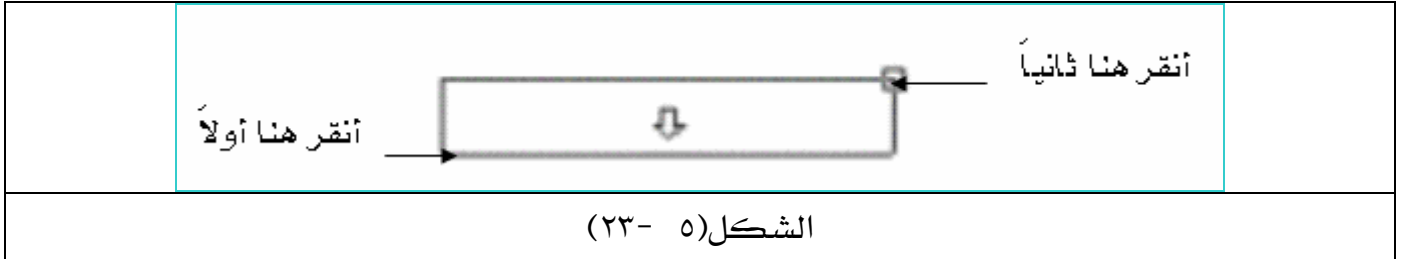 أنقر هنا ثانياَ
أنقر هنا أولاَ
الشكل(٥ -٢٣)